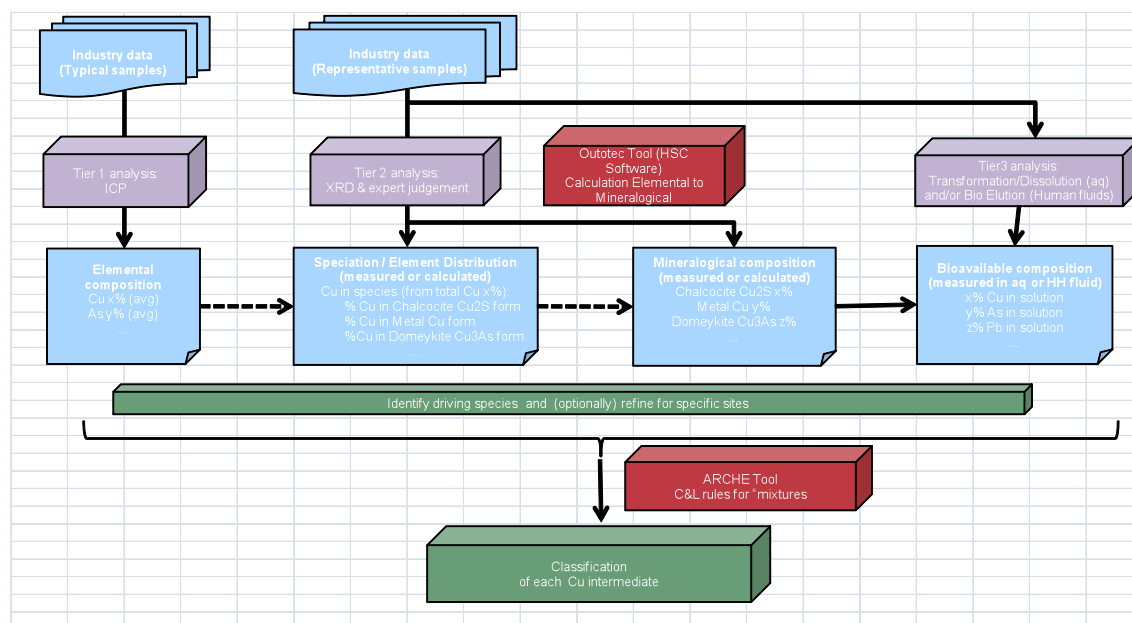 Industry data
(Typical samples)
Industry data
(Representative samples)
Tier 1 analysis:
ICP
Tier 2 analysis:
XRD & expert judgement
Outotec Tool (HSC
Software)
Calculation Elemental to
Mineralogical
Tier3 analysis:
Transformation/Dissolution (aq)
and/or Bio Elution (Human fluids)
Elemental
composition
Cu x% (avg)
As y% (avg)
...
Speciation / Element Distribution
(measured or calculated)
Cu in species (from total Cu x%):
% Cu in Chalcocite Cu2S form
% Cu in Metal Cu form
%Cu in Domeykite Cu3As form
...
Mineralogical composition
(measured or calculated)
Chalcocite Cu2S x%
Metal Cu y%
Domeykite Cu3As z%
...
Bioavailable composition
(measured in aq or HH fluid)
x% Cu in solution
y% As in solution
z% Pb in solution
...
Identify driving species and (optionally) refine for specific sites
ARCHE Tool
C&L rules for "mixtures
Classification
of each Cu intermediate